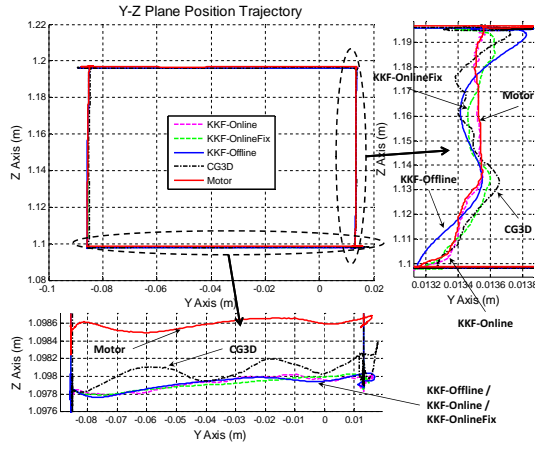 Y-Z Plane Position Trajectory
Z Axis (m)
1.22
1.2
1.18
1.16
1.14
1.12
1.1
1.08
-0.1
-0.08
-0.06
-0.04
-0.02
0
0.02
Y Axis (m)
KKF-Online
KKF-OnlineFix
KKF-Offline
CG3D
Motor
Z Axis (m)
1.19
1.18
1.17
1.16
1.15
1.14
1.13
1.12
1.11
1.1
0.0132
0.0134
0.0136
0.0138
Y Axis (m)
KKF-OnlineFix
Motor
KKF-Offline
CG3D
KKF-Online
Z Axis (m)
1.0986
1.0982
1.098
1.0976
-0.08
-0.07
-0.06
-0.05
-0.04
-0.03
-0.02
-0.01
0
0.01
Y Axis (m)
Motor
CG3D
KKF-Offline /
KKF-Online /
KKF-OnlineFix